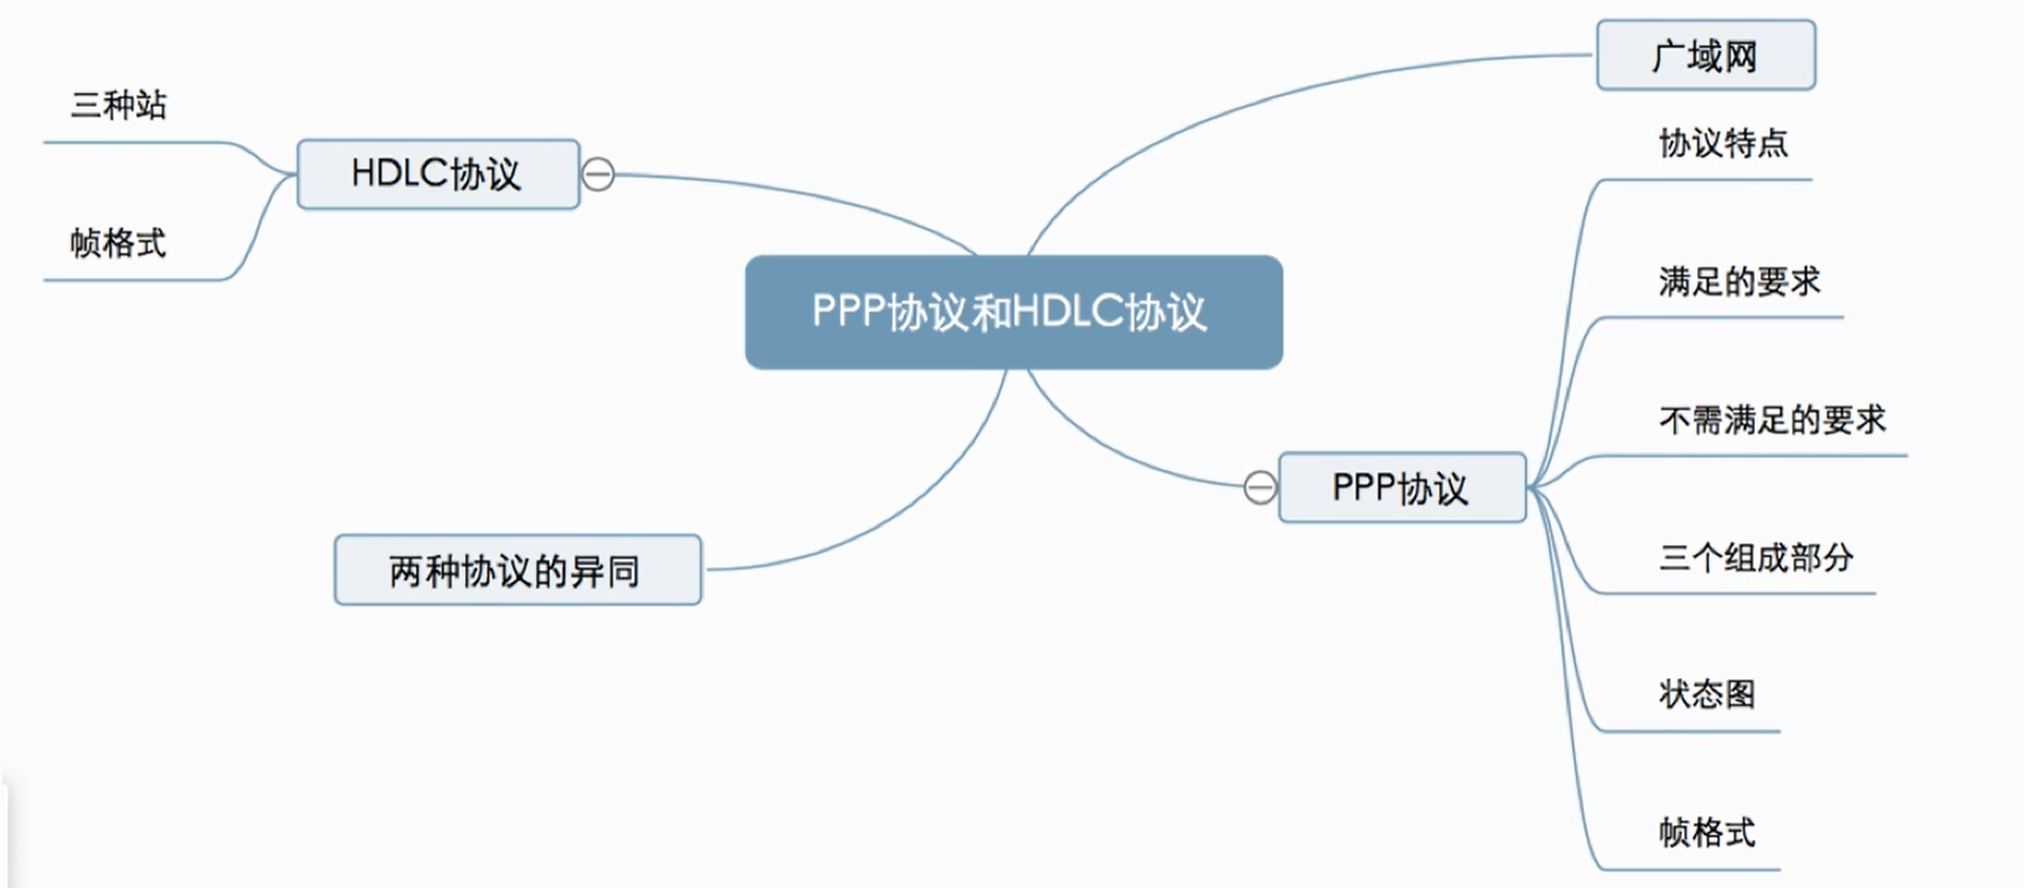 广域网
三种站
协议特点
HDLC协议
帧格式
满足的要求
PPP协议和HDLC协议
不需满足的要求
PPP协议
三个组成部分
两种协议的异同
状态图
帧格式